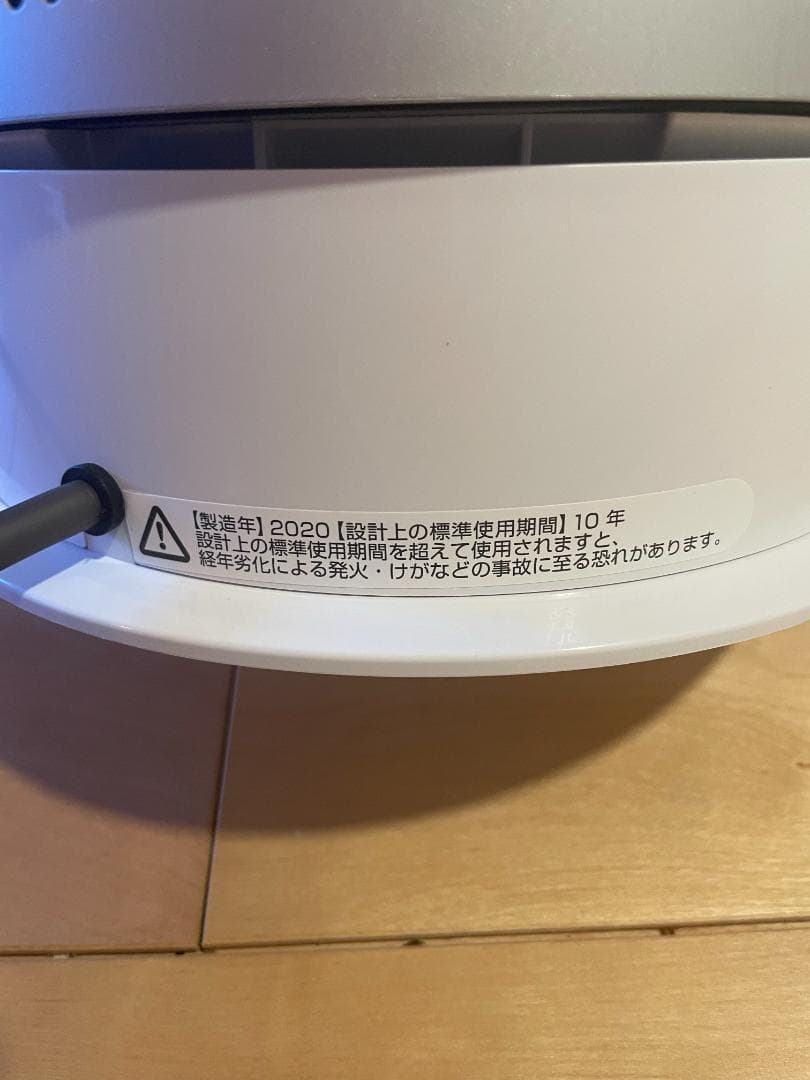 【製造年】2020【設計上の標準使用期間】10年
設計上の標準使用期間を超えて使用されますと、
経年劣化による発火・けがなどの事故に至る恐れがあります。